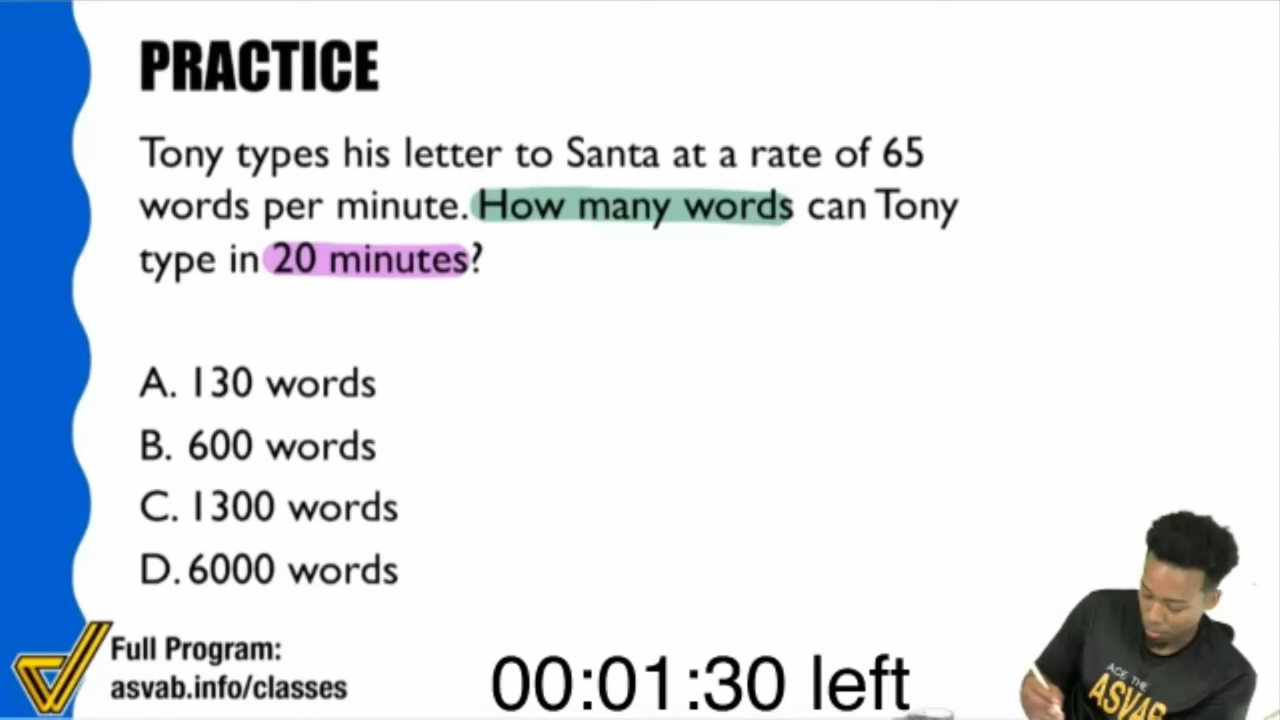 PRACTICE
Tony types his letter to Santa at a rate of 65
words per minute. How many words can Tony
type in 20 minutes?
A. 130 words
B. 600 words
C. 1300 words
D. 6000 words
Full Program:
asvab.info/classes
00:01:30 left
ACE THE
ASVAB